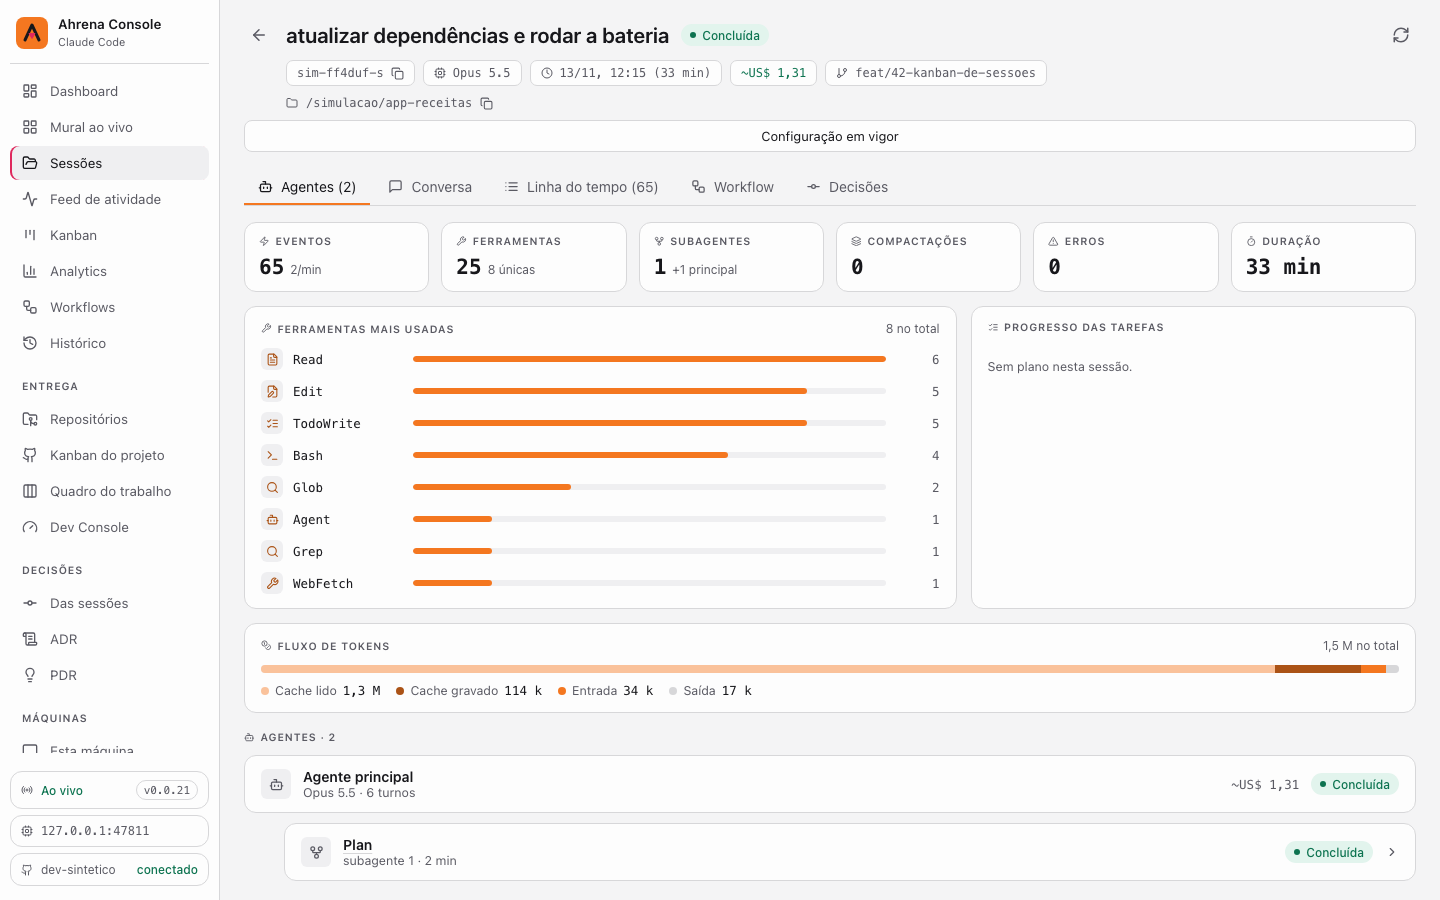 Ahrena Console
Claude Code
Dashboard
Mural ao vivo
Sessões
Feed de atividade
Kanban
Analytics
Workflows
Histórico
ENTREGA
Repositórios
Kanban do projeto
Quadro do trabalho
Dev Console
DECISÕES
Das sessões
ADR
PDR
MÁQUINAS
Esta máquina
Ao vivo v0.0.21
127.0.0.1:47811
dev-sintetico conectado
atualizar dependências e rodar a bateria Concluída
sim-ff4duf-s Opus 5.5 13/11, 12:15 (33 min) ~US$ 1,31 feat/42-kanban-de-sessoes
/simulacao/app-receitas
Configuração em vigor
Agentes (2) Conversa Linha do tempo (65) Workflow Decisões
EVENTOS
65 2/min
FERRAMENTAS
25 8 únicas
SUBAGENTES
1 +1 principal
COMPACTAÇÕES
0
ERROS
0
DURAÇÃO
33 min
FERRAMENTAS MAIS USADAS 8 no total
Read 6
Edit 5
TodoWrite 5
Bash 4
Glob 2
Agent 1
Grep 1
WebFetch 1
PROGRESSO DAS TAREFAS
Sem plano nesta sessão.
FLUXO DE TOKENS 1,5 M no total
Cache lido 1,3 M Cache gravado 114 k Entrada 34 k Saída 17 k
AGENTES · 2
Agente principal
Opus 5.5 · 6 turnos
~US$ 1,31 Concluída
Plan
subagente 1 · 2 min
Concluída